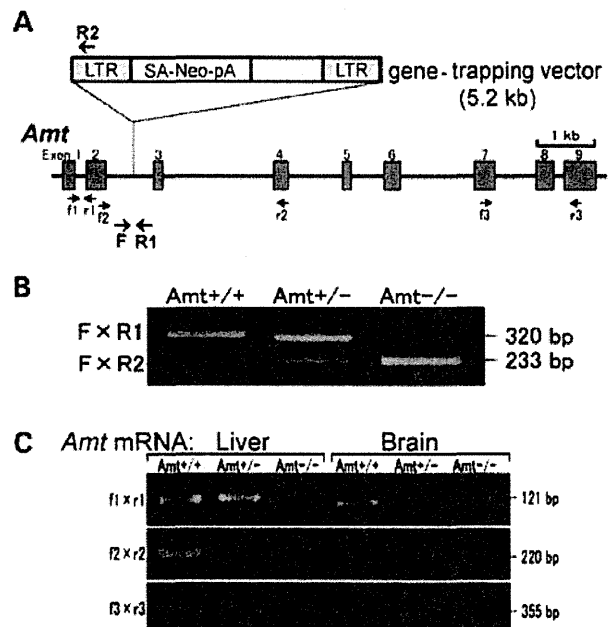 A
R2
LTR SA-Neo-pA LTR gene-trapping vector
(5.2 kb)
Amt
1 kb
Exon 1 2 3 4 5 6 7 8 9
f1 r1 f2 r2 f3 r3
F R1
B
Amt+/+ Amt+/- Amt-/-
F × R1 320 bp
F × R2 233 bp
C
Amt mRNA: Liver Brain
Amt+/+ Amt+/- Amt-/- Amt+/+ Amt+/- Amt-/-
f1×r1 121 bp
f2×r2 220 bp
f3×r3 355 bp